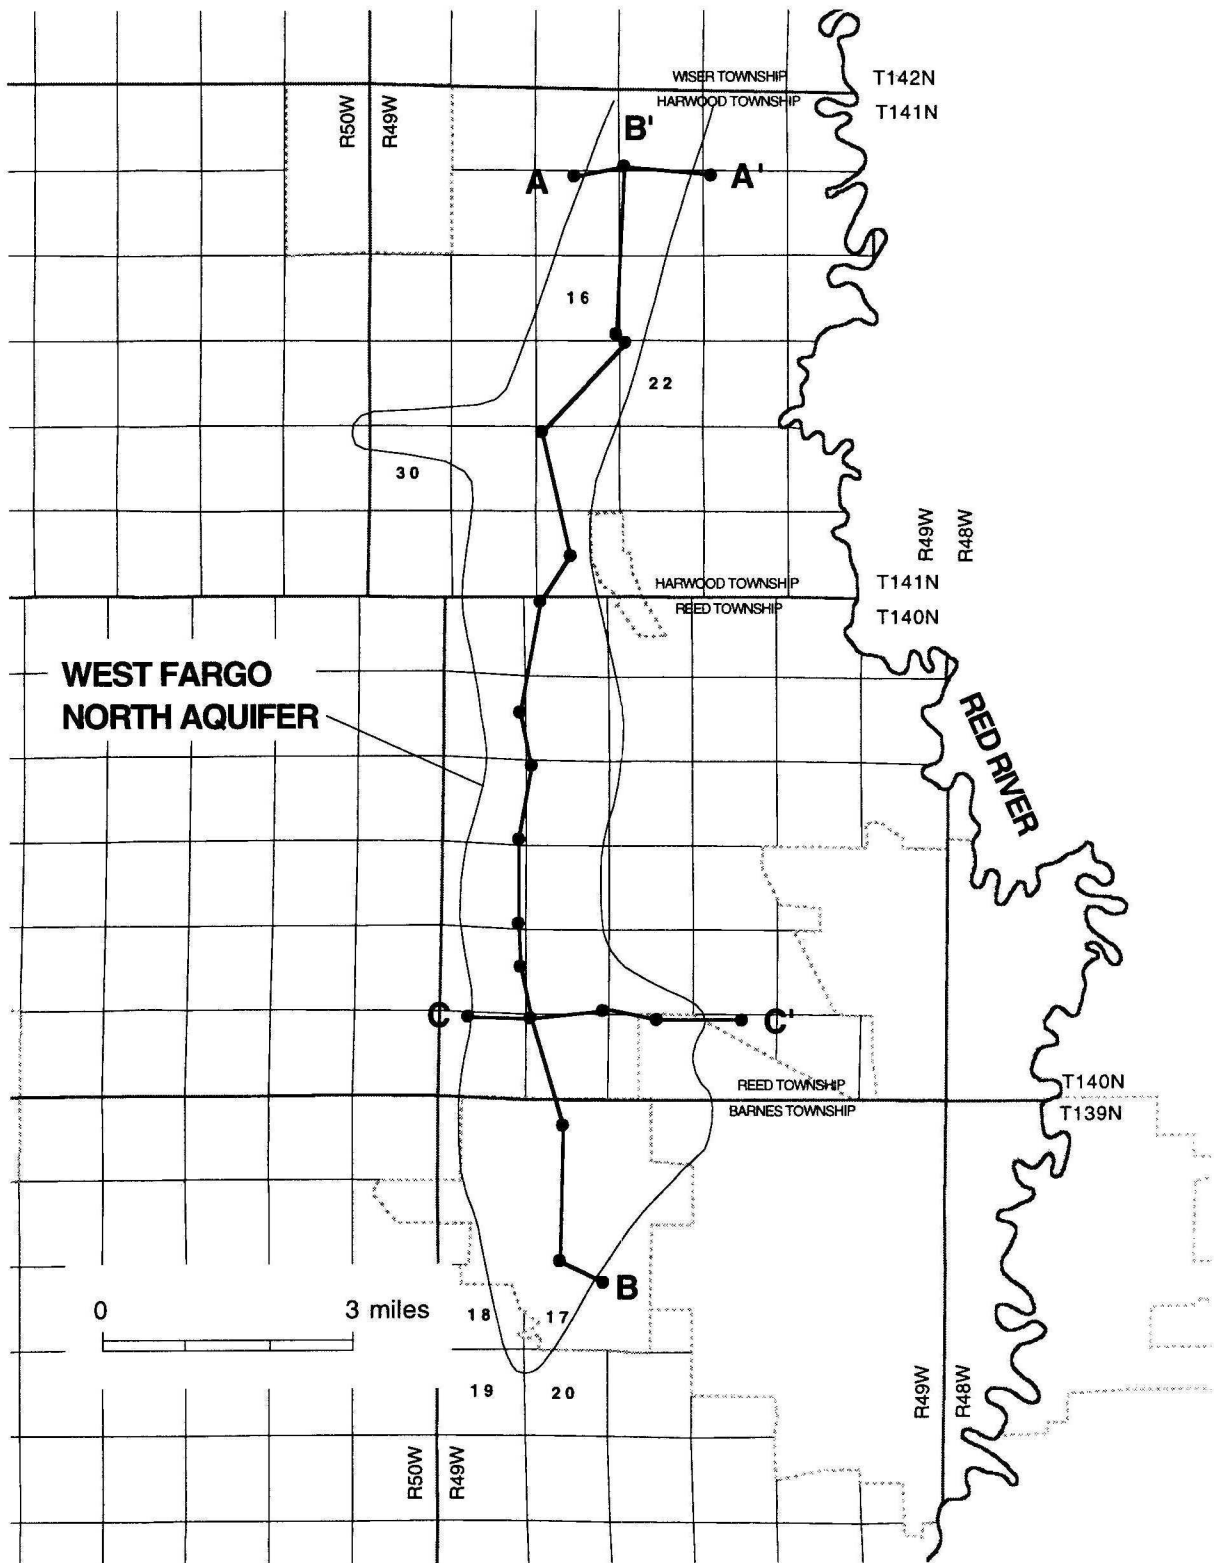 WISER TOWNSHIP
T142N
HARWOOD TOWNSHIP
T141N
R50W
R49W
B'
A
A'
16
22
30
R49W
R48W
HARWOOD TOWNSHIP
T141N
REED TOWNSHIP
T140N
WEST FARGO
NORTH AQUIFER
RED RIVER
C
C'
REED TOWNSHIP
T140N
BARNES TOWNSHIP
T139N
B
0
3 miles
18
17
19
20
R49W
R48W
R50W
R49W